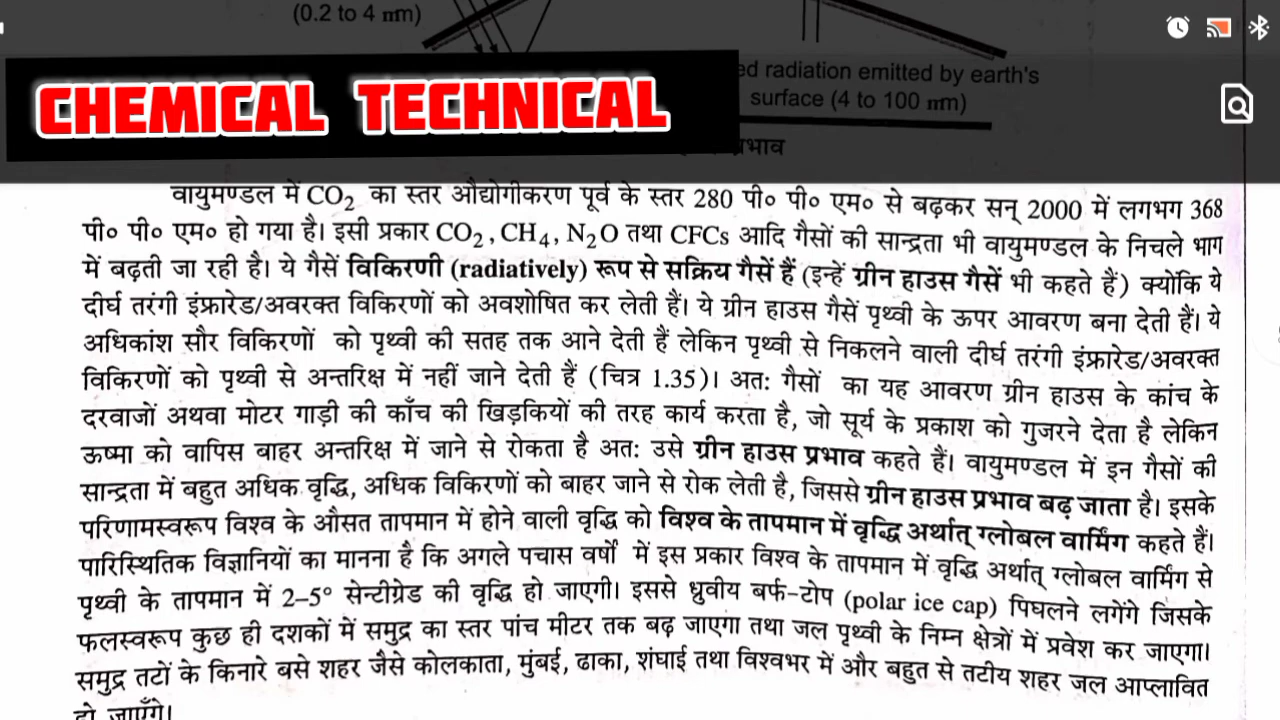 (0.2 to 4 nm)
ed radiation emitted by earth's
surface (4 to 100 nm)
CHEMICAL TECHNICAL
प्रभाव
वायुमण्डल में CO₂ का स्तर औद्योगीकरण पूर्व के स्तर 280 पी० पी० एम० से बढ़कर सन् 2000 में लगभग 368
पी० पी० एम० हो गया है। इसी प्रकार CO₂, CH₄, N₂O तथा CFCs आदि गैसों की सान्द्रता भी वायुमण्डल के निचले भाग
में बढ़ती जा रही है। ये गैसें विकिरणी (radiatively) रूप से सक्रिय गैसें हैं (इन्हें ग्रीन हाउस गैसें भी कहते हैं) क्योंकि ये
दीर्घ तरंगी इंफ्रारेड/अवरक्त विकिरणों को अवशोषित कर लेती हैं। ये ग्रीन हाउस गैसें पृथ्वी के ऊपर आवरण बना देती हैं। ये
अधिकांश सौर विकिरणों को पृथ्वी की सतह तक आने देती हैं लेकिन पृथ्वी से निकलने वाली दीर्घ तरंगी इंफ्रारेड/अवरक्त
विकिरणों को पृथ्वी से अन्तरिक्ष में नहीं जाने देती हैं (चित्र 1.35)। अत: गैसों का यह आवरण ग्रीन हाउस के कांच के
दरवाजों अथवा मोटर गाड़ी की काँच की खिड़कियों की तरह कार्य करता है, जो सूर्य के प्रकाश को गुजरने देता है लेकिन
ऊष्मा को वापिस बाहर अन्तरिक्ष में जाने से रोकता है अत: उसे ग्रीन हाउस प्रभाव कहते हैं। वायुमण्डल में इन गैसों की
सान्द्रता में बहुत अधिक वृद्धि, अधिक विकिरणों को बाहर जाने से रोक लेती है, जिससे ग्रीन हाउस प्रभाव बढ़ जाता है। इसके
परिणामस्वरूप विश्व के औसत तापमान में होने वाली वृद्धि को विश्व के तापमान में वृद्धि अर्थात् ग्लोबल वार्मिंग कहते हैं।
पारिस्थितिक विज्ञानियों का मानना है कि अगले पचास वर्षों में इस प्रकार विश्व के तापमान में वृद्धि अर्थात् ग्लोबल वार्मिंग से
पृथ्वी के तापमान में 2–5° सेन्टीग्रेड की वृद्धि हो जाएगी। इससे ध्रुवीय बर्फ-टोप (polar ice cap) पिघलने लगेंगे जिसके
फलस्वरूप कुछ ही दशकों में समुद्र का स्तर पांच मीटर तक बढ़ जाएगा तथा जल पृथ्वी के निम्न क्षेत्रों में प्रवेश कर जाएगा।
समुद्र तटों के किनारे बसे शहर जैसे कोलकाता, मुंबई, ढाका, शंघाई तथा विश्वभर में और बहुत से तटीय शहर जल आप्लावित
हो जाएँगे।